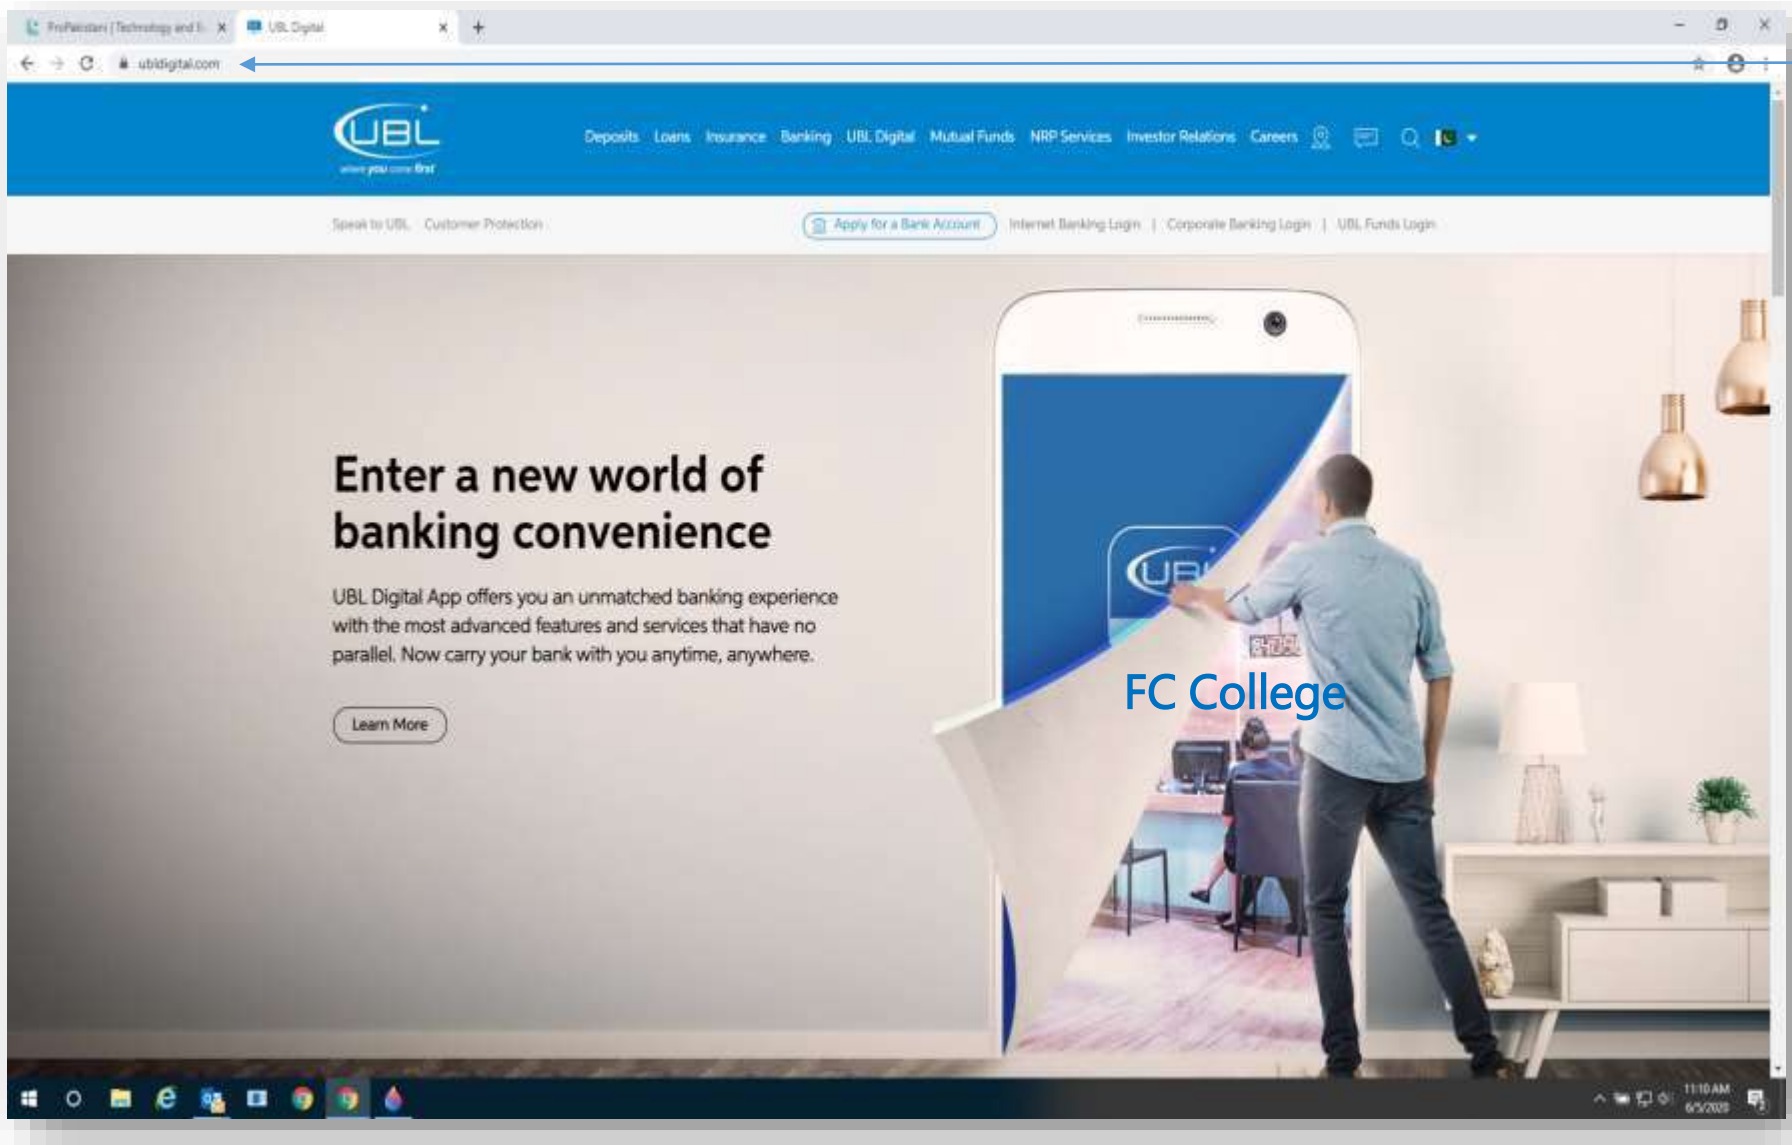 ProPakistani | Technology and
UBL Digital
ubldigital.com
UBL
where you come first
Deposits Loans Insurance Banking UBL Digital Mutual Funds NRP Services Investor Relations Careers
Speak to UBL Customer Protection
Apply for a Bank Account Internet Banking Login | Corporate Banking Login | UBL Funds Login
Enter a new world of
banking convenience
UBL Digital App offers you an unmatched banking experience
with the most advanced features and services that have no
parallel. Now carry your bank with you anytime, anywhere.
Learn More
UBL
FC College
11:10 AM
6/5/2020